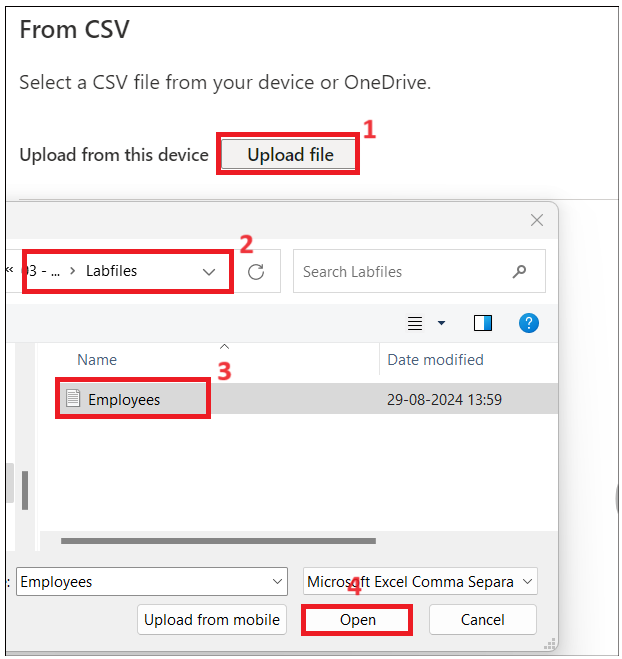 From CSV
Select a CSV file from your device or OneDrive.
1
Upload from this device Upload file
2
« 03 - ... > Labfiles Search Labfiles
?
3
Name Date modified
Employees 29-08-2024 13:59
: Employees Microsoft Excel Comma Separa
4
Upload from mobile Open Cancel